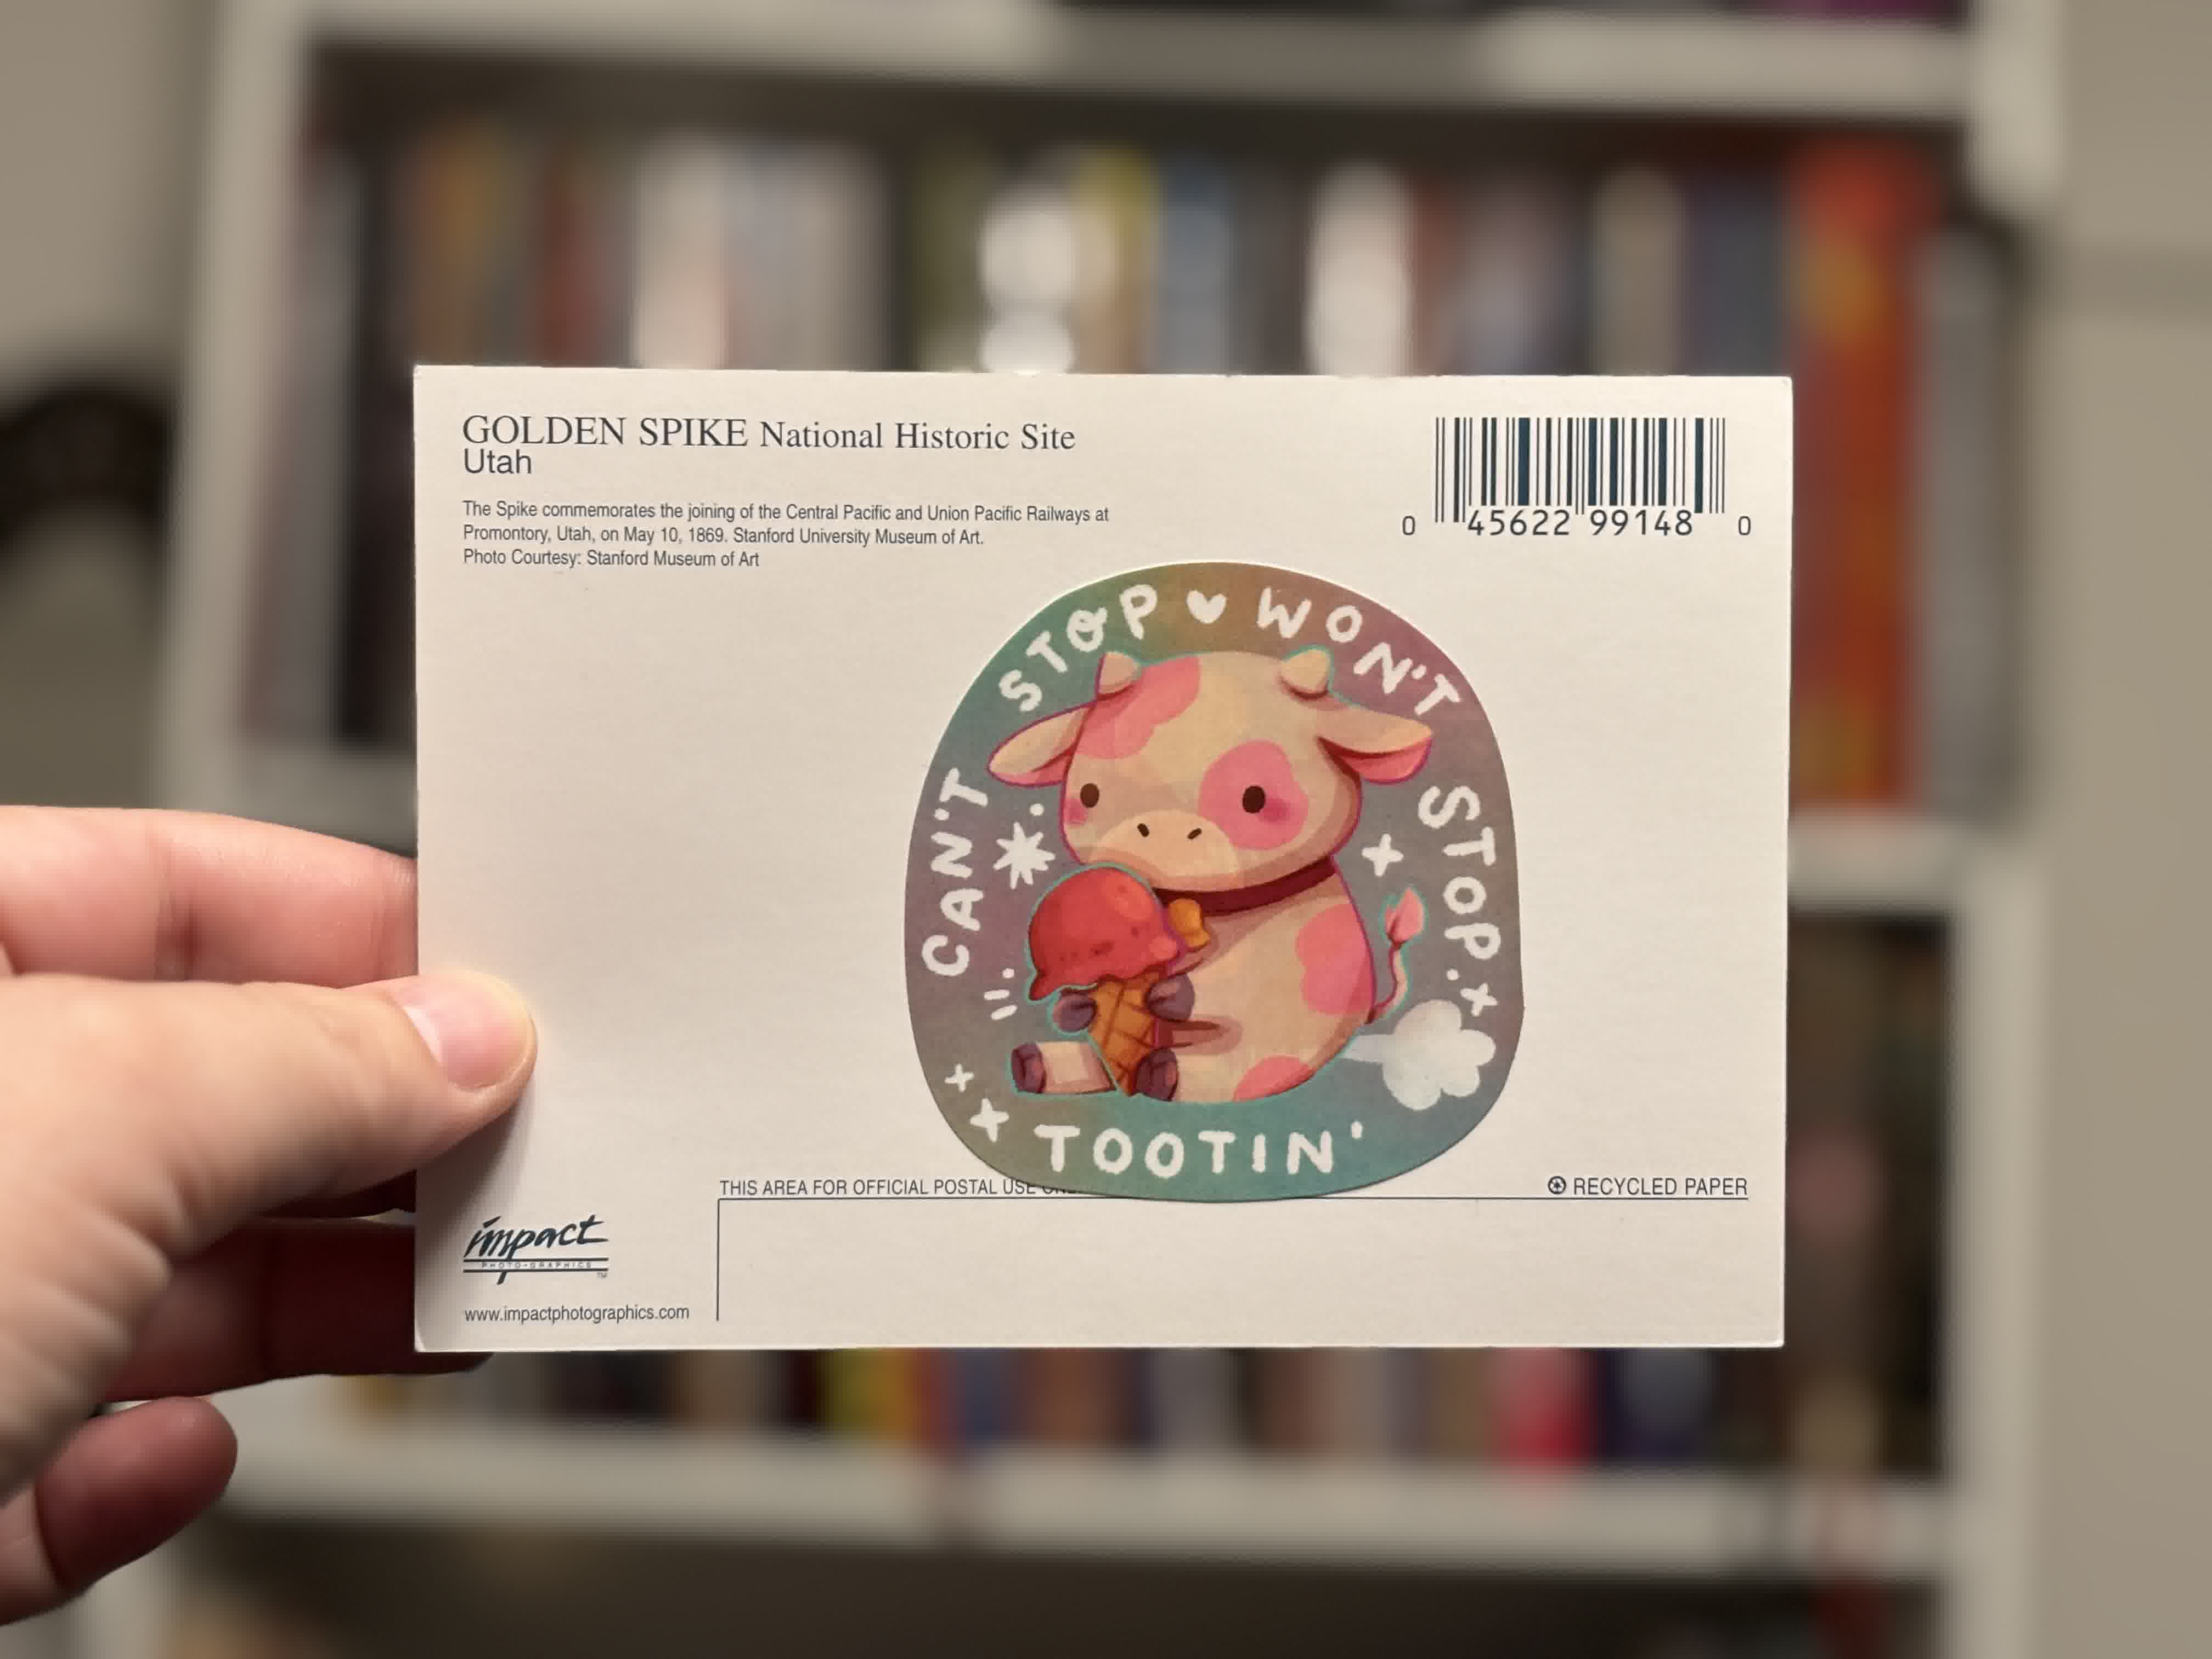 GOLDEN SPIKE National Historic Site
Utah
The Spike commemorates the joining of the Central Pacific and Union Pacific Railways at
Promontory, Utah, on May 10, 1869. Stanford University Museum of Art.
Photo Courtesy: Stanford Museum of Art
0 45622 99148 0
CAN'T STOP WON'T STOP.
TOOTIN'
THIS AREA FOR OFFICIAL POSTAL USE
RECYCLED PAPER
impact
PHOTO-GRAPHICS
TM
www.impactphotographics.com